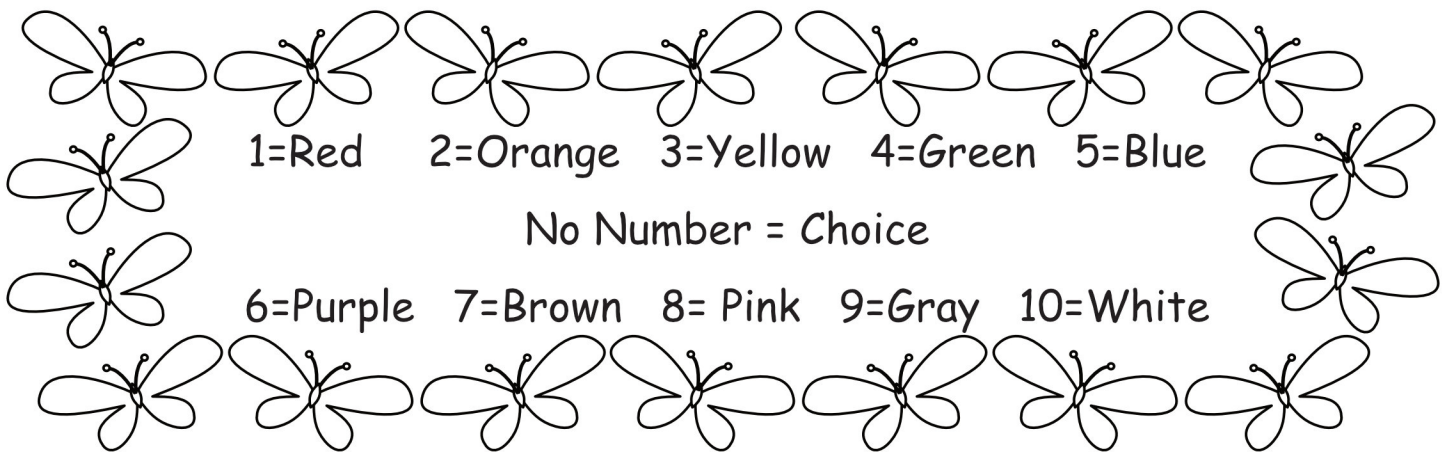 1=Red 2=Orange 3=Yellow 4=Green 5=Blue
No Number = Choice
6=Purple 7=Brown 8= Pink 9=Gray 10=White